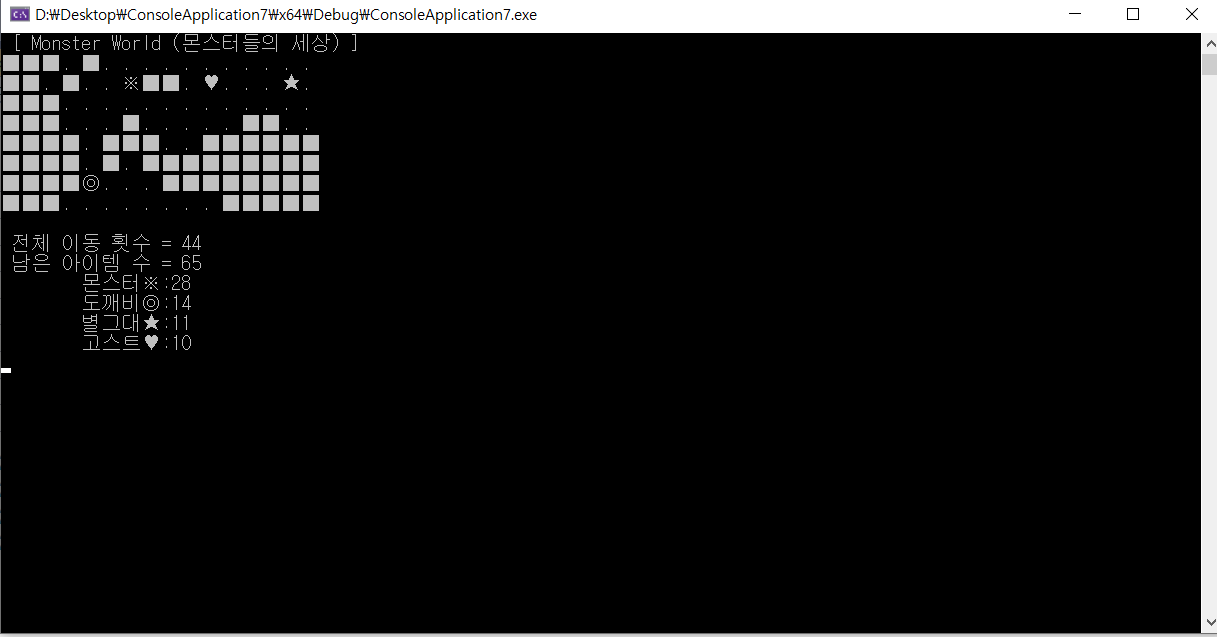 D:₩Desktop₩ConsoleApplication7₩x64₩Debug₩ConsoleApplication7.exe
[ Monster World (몬스터들의 세상) ]
■■■. ■. . . . . . . . . . .
■■. ■. . ※■■. ♥. . . ★.
■■■. . . . . . . . . . . . .
■■■. . . ■. . . . . ■■. .
■■■■. ■■■. . ■■■■■■
■■■■. ■. ■■■■■■■■■
■■■■◎. . . ■■■■■■■■
■■■. . . . . . . . ■■■■■
전체 이동 횟수 = 44
남은 아이템 수 = 65
몬스터※:28
도깨비◎:14
별그대★:11
고스트♥:10